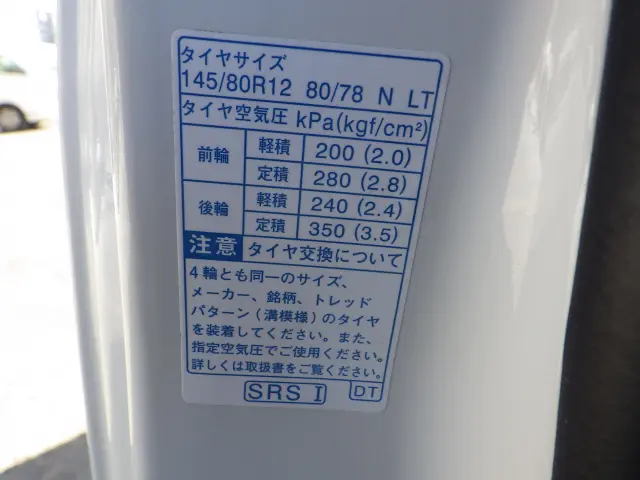 タイヤサイズ
145/80R12 80/78 N LT
タイヤ空気圧 kPa(kgf/cm²)
前輪 軽積 200 (2.0)
定積 280 (2.8)
後輪 軽積 240 (2.4)
定積 350 (3.5)
注意 タイヤ交換について
4輪とも同一のサイズ、
メーカー、銘柄、トレッド
パターン（溝模様）のタイヤ
を装着してください。また、
指定空気圧でご使用ください。
詳しくは取扱書をご覧ください。
SRS I DT